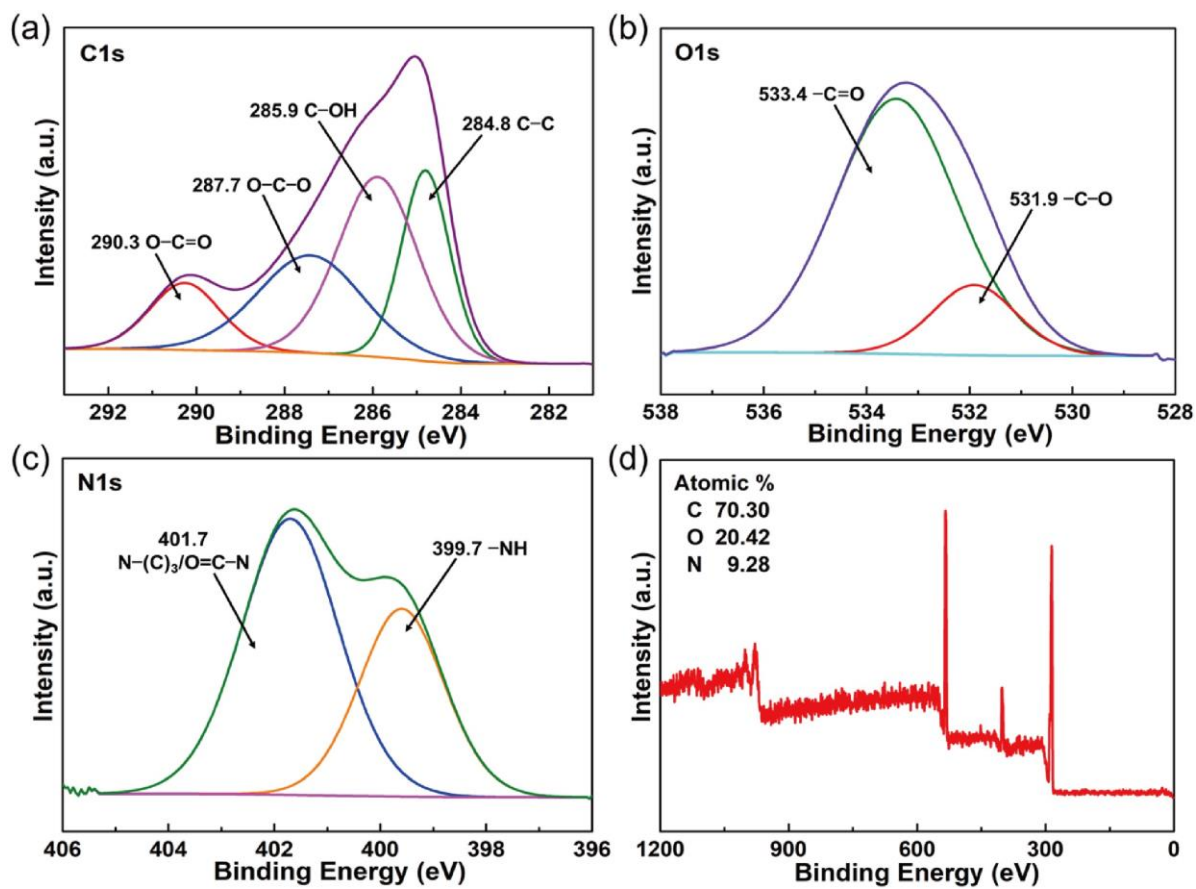 (a)
C1s
285.9 C−OH
284.8 C−C
287.7 O−C−O
290.3 O−C=O
Intensity (a.u.)
292 290 288 286 284 282
Binding Energy (eV)
(b)
O1s
533.4 −C=O
531.9 −C−O
Intensity (a.u.)
538 536 534 532 530 528
Binding Energy (eV)
(c)
N1s
401.7
N−(C)₃/O=C−N
399.7 −NH
Intensity (a.u.)
406 404 402 400 398 396
Binding Energy (eV)
(d)
Atomic %
C 70.30
O 20.42
N 9.28
Intensity (a.u.)
1200 900 600 300 0
Binding Energy (eV)